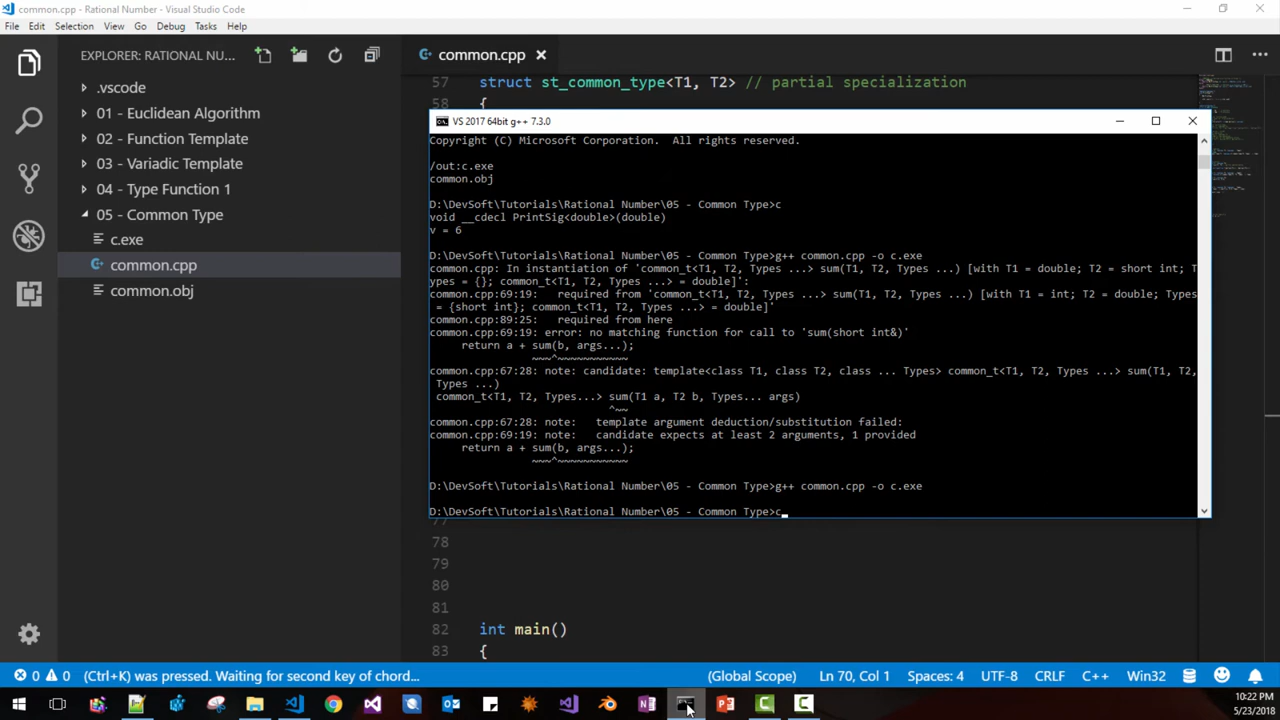 common.cpp - Rational Number - Visual Studio Code
File Edit Selection View Go Debug Tasks Help
EXPLORER: RATIONAL NU...
common.cpp
.vscode
01 - Euclidean Algorithm
02 - Function Template
03 - Variadic Template
04 - Type Function 1
05 - Common Type
c.exe
common.cpp
common.obj
57 struct st_common_type<T1, T2> // partial specialization
58 {
VS 2017 64bit g++ 7.3.0
Copyright (C) Microsoft Corporation.  All rights reserved.
/out:c.exe
common.obj
D:\DevSoft\Tutorials\Rational Number\05 - Common Type>c
void __cdecl PrintSig<double>(double)
v = 6
D:\DevSoft\Tutorials\Rational Number\05 - Common Type>g++ common.cpp -o c.exe
common.cpp: In instantiation of 'common_t<T1, T2, Types ...> sum(T1, T2, Types ...) [with T1 = double; T2 = short int; T
ypes = {}; common_t<T1, T2, Types ...> = double]':
common.cpp:69:19:   required from 'common_t<T1, T2, Types ...> sum(T1, T2, Types ...) [with T1 = int; T2 = double; Types
= {short int}; common_t<T1, T2, Types ...> = double]'
common.cpp:89:25:   required from here
common.cpp:69:19: error: no matching function for call to 'sum(short int&)'
return a + sum(b, args...);
~~~^~~~~~~~~~~~
common.cpp:67:28: note: candidate: template<class T1, class T2, class ... Types> common_t<T1, T2, Types ...> sum(T1, T2,
Types ...)
common_t<T1, T2, Types...> sum(T1 a, T2 b, Types... args)
^~~
common.cpp:67:28: note:   template argument deduction/substitution failed:
common.cpp:69:19: note:   candidate expects at least 2 arguments, 1 provided
return a + sum(b, args...);
~~~^~~~~~~~~~~~
D:\DevSoft\Tutorials\Rational Number\05 - Common Type>g++ common.cpp -o c.exe
D:\DevSoft\Tutorials\Rational Number\05 - Common Type>c
77
78
79
80
81
82 int main()
83 {
0 0 (Ctrl+K) was pressed. Waiting for second key of chord... (Global Scope) Ln 70, Col 1 Spaces: 4 UTF-8 CRLF C++ Win32
10:22 PM
5/23/2018